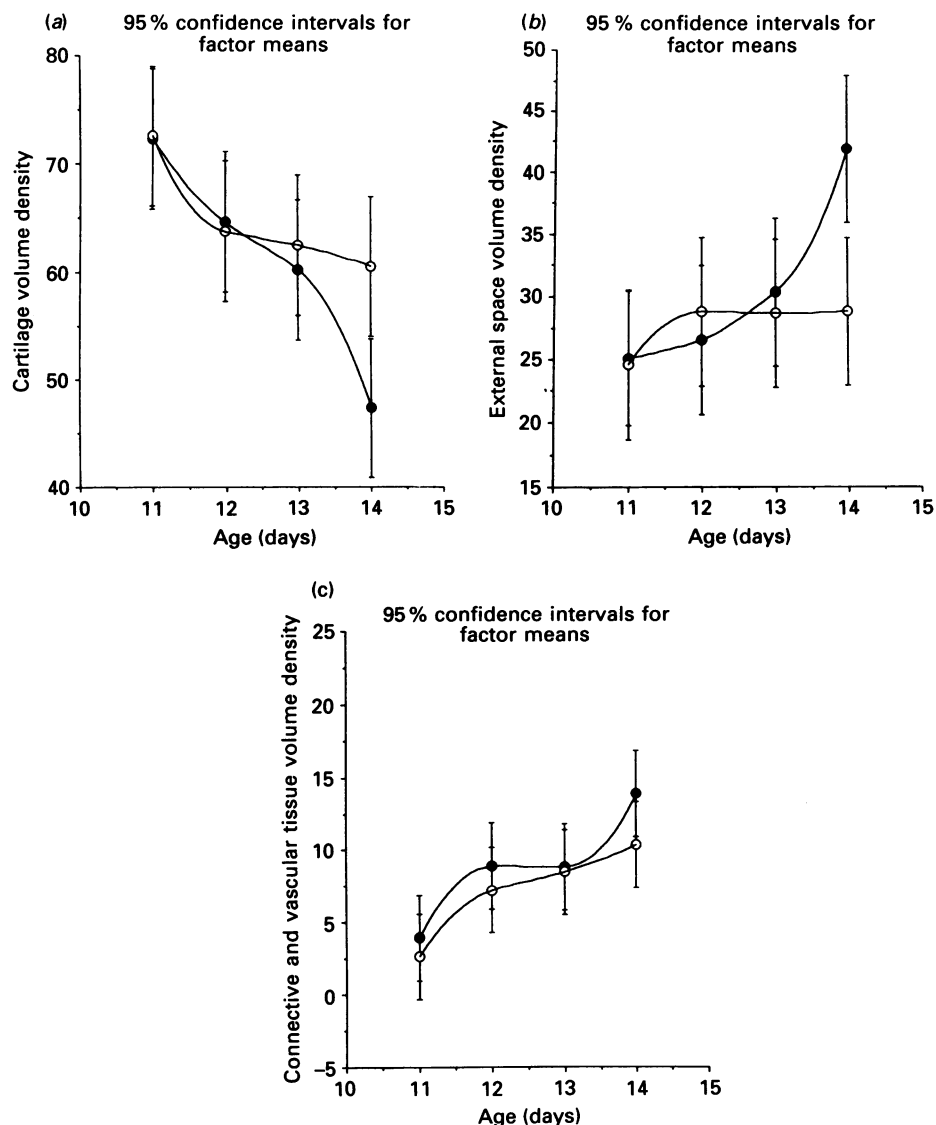 (a)
95 % confidence intervals for
factor means
Cartilage volume density
80
70
60
50
40
10 11 12 13 14 15
Age (days)
(b)
95 % confidence intervals for
factor means
External space volume density
50
45
40
35
30
25
20
15
10 11 12 13 14 15
Age (days)
(c)
95 % confidence intervals for
factor means
Connective and vascular tissue volume density
25
20
15
10
5
0
–5
10 11 12 13 14 15
Age (days)